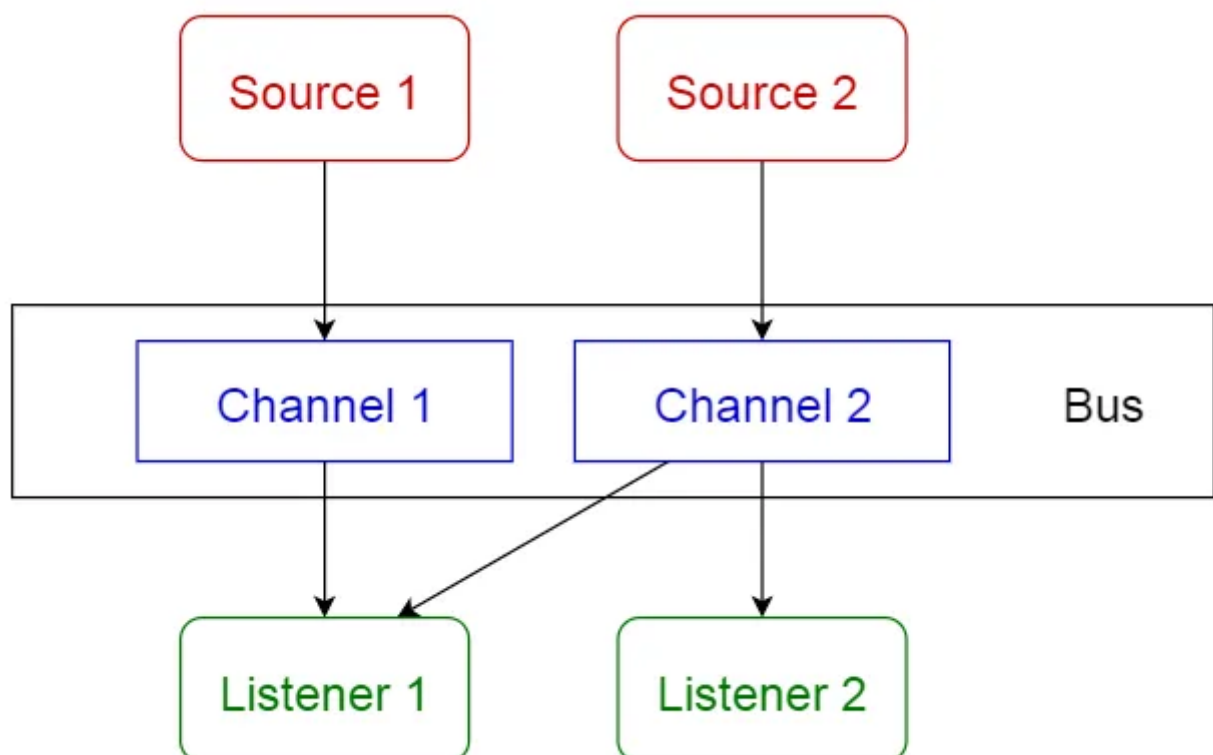 Source 1
Source 2
Channel 1
Channel 2
Bus
Listener 1
Listener 2